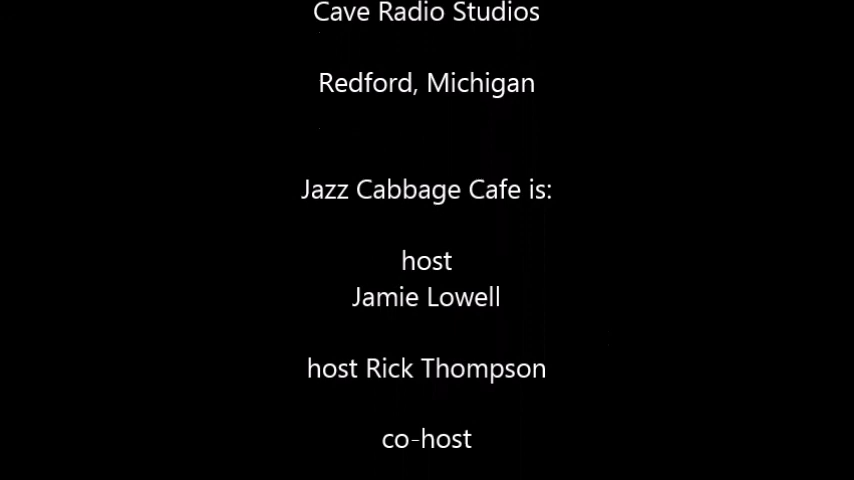 Cave Radio Studios
Redford, Michigan
Jazz Cabbage Cafe is:
host
Jamie Lowell
host Rick Thompson
co-host